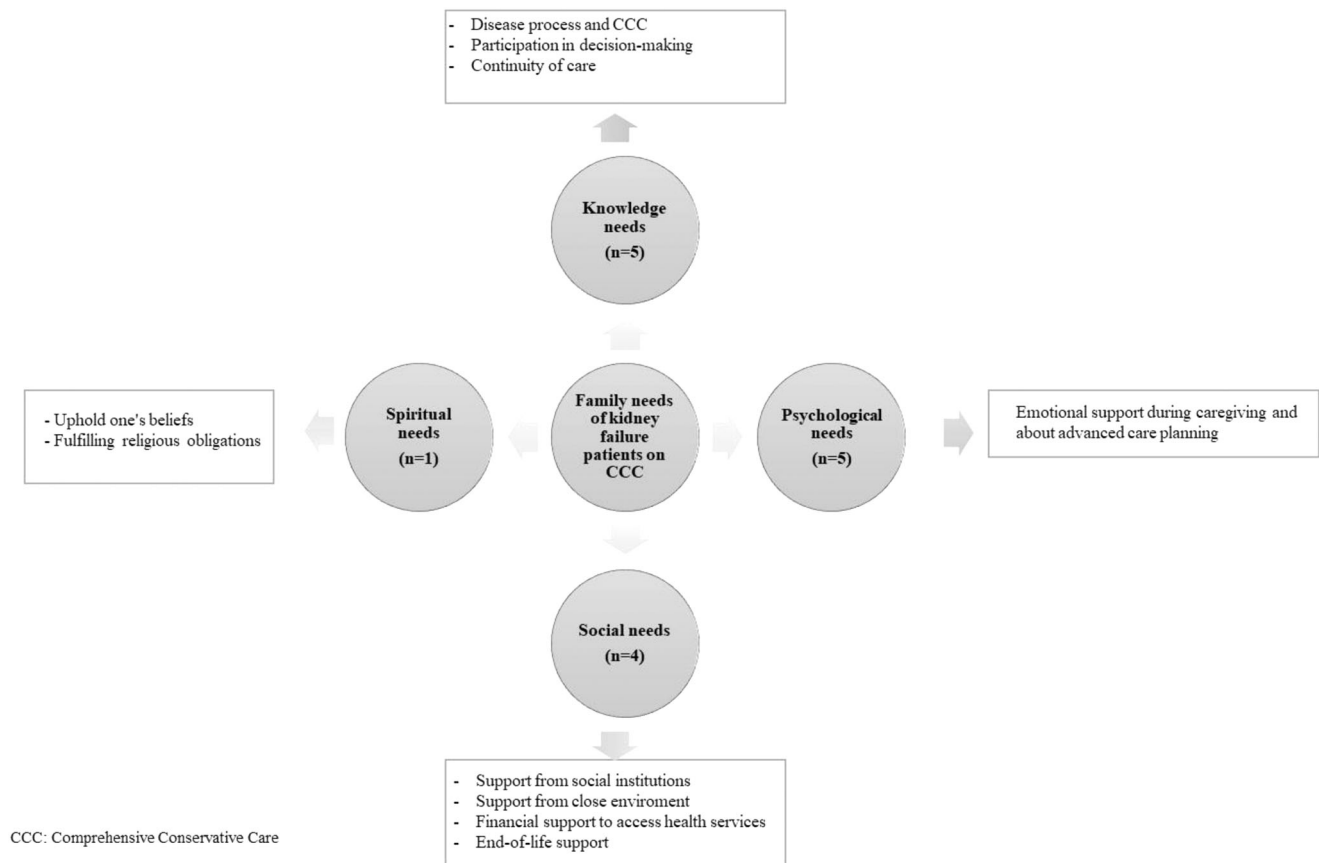 - Disease process and CCC
- Participation in decision-making
- Continuity of care
Knowledge
needs
(n=5)
- Uphold one's beliefs
- Fulfilling religious obligations
Spiritual
needs
(n=1)
Family needs
of kidney
failure
patients on
CCC
Psychological
needs
(n=5)
Emotional support during caregiving and
about advanced care planning
Social needs
(n=4)
- Support from social institutions
- Support from close enviroment
- Financial support to access health services
- End-of-life support
CCC: Comprehensive Conservative Care